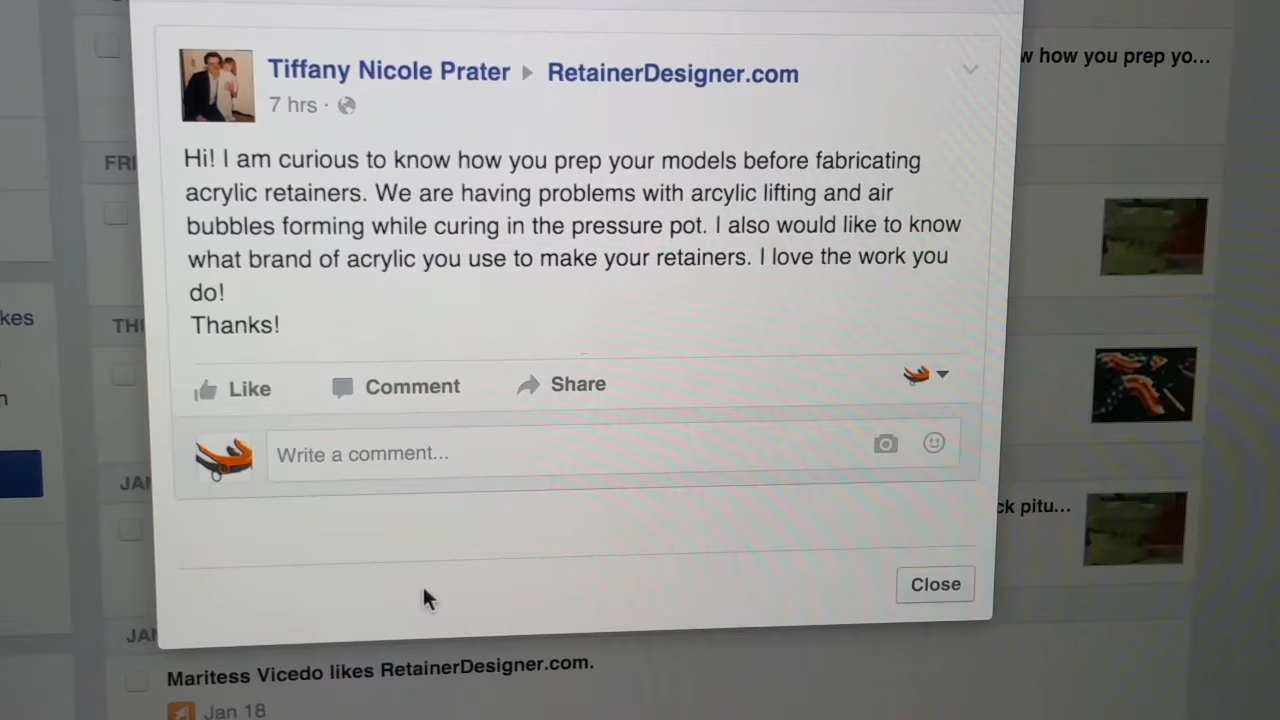 Tiffany Nicole Prater RetainerDesigner.com
7 hrs ·
w how you prep yo...
Hi! I am curious to know how you prep your models before fabricating
acrylic retainers. We are having problems with arcylic lifting and air
bubbles forming while curing in the pressure pot. I also would like to know
what brand of acrylic you use to make your retainers. I love the work you
do!
Thanks!
FRI
THU
kes
n
Like Comment Share
Write a comment...
JAN
ck pitu...
Close
JAN
Maritess Vicedo likes RetainerDesigner.com.
Jan 18